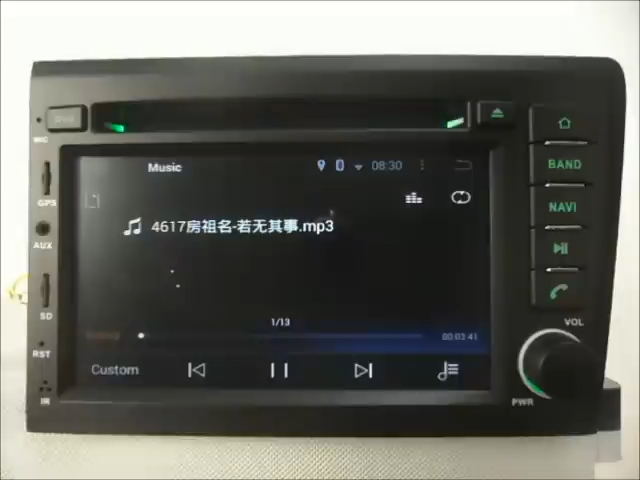 MIC
GPS
AUX
SD
RST
IR
Music
08:30
4617房祖名-若无其事.mp3
1/13
00:03:41
Custom
BAND
NAVI
VOL
PWR